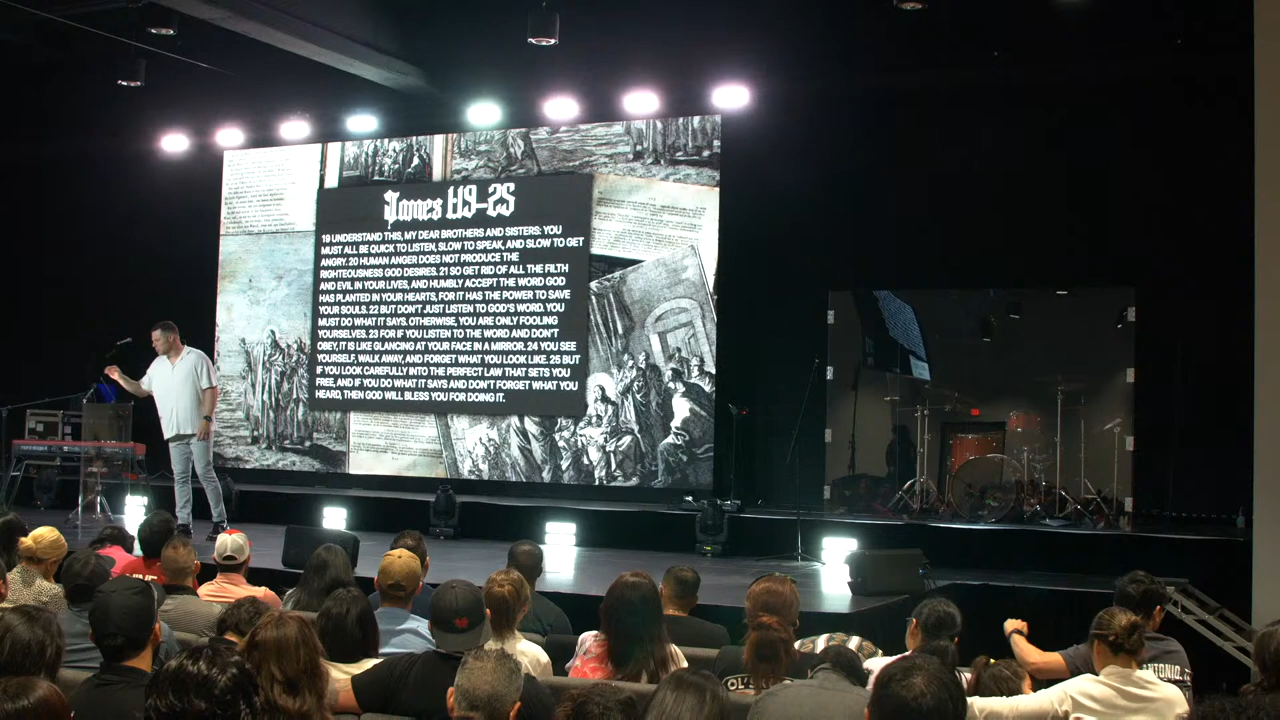 James 1:19-25
19 UNDERSTAND THIS, MY DEAR BROTHERS AND SISTERS: YOU
MUST ALL BE QUICK TO LISTEN, SLOW TO SPEAK, AND SLOW TO GET
ANGRY. 20 HUMAN ANGER DOES NOT PRODUCE THE
RIGHTEOUSNESS GOD DESIRES. 21 SO GET RID OF ALL THE FILTH
AND EVIL IN YOUR LIVES, AND HUMBLY ACCEPT THE WORD GOD
HAS PLANTED IN YOUR HEARTS, FOR IT HAS THE POWER TO SAVE
YOUR SOULS. 22 BUT DON'T JUST LISTEN TO GOD'S WORD. YOU
MUST DO WHAT IT SAYS. OTHERWISE, YOU ARE ONLY FOOLING
YOURSELVES. 23 FOR IF YOU LISTEN TO THE WORD AND DON'T
OBEY, IT IS LIKE GLANCING AT YOUR FACE IN A MIRROR. 24 YOU SEE
YOURSELF, WALK AWAY, AND FORGET WHAT YOU LOOK LIKE. 25 BUT
IF YOU LOOK CAREFULLY INTO THE PERFECT LAW THAT SETS YOU
FREE, AND IF YOU DO WHAT IT SAYS AND DON'T FORGET WHAT YOU
HEARD, THEN GOD WILL BLESS YOU FOR DOING IT.
ANTONIO,
OL'S